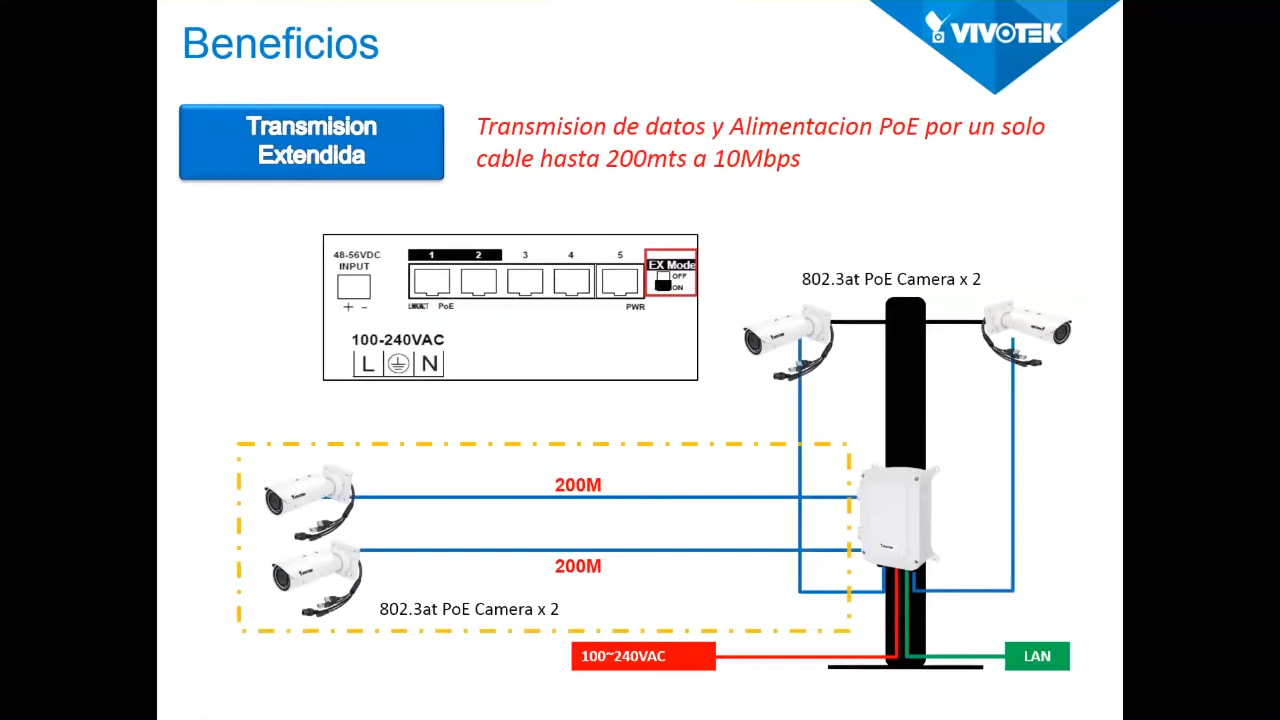 Beneficios
VIVOTEK
Transmision
Extendida
Transmision de datos y Alimentacion PoE por un solo
cable hasta 200mts a 10Mbps
48-56VDC
INPUT
+ -
1 2 3 4 5
EX Mode
OFF
ON
PoE
PWR
100-240VAC
L N
802.3at PoE Camera x 2
200M
200M
802.3at PoE Camera x 2
100~240VAC
LAN